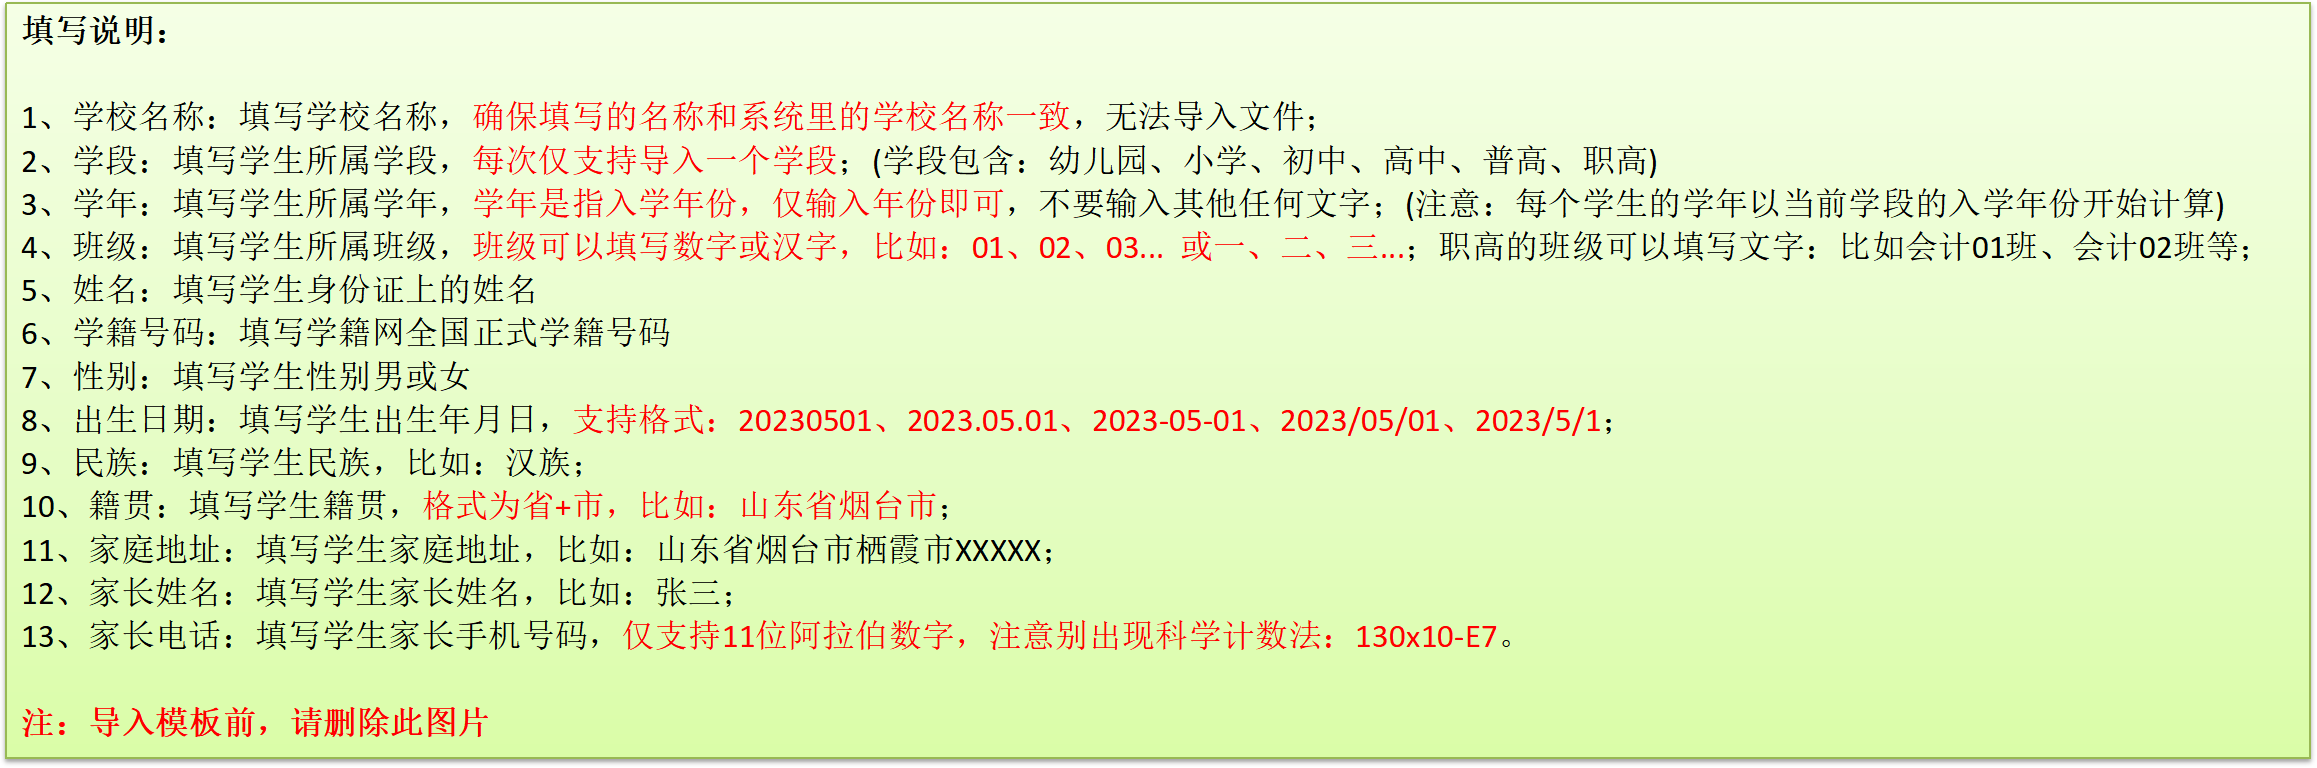 填写说明：
1、学校名称：填写学校名称，确保填写的名称和系统里的学校名称一致，无法导入文件；
2、学段：填写学生所属学段，每次仅支持导入一个学段；(学段包含：幼儿园、小学、初中、高中、普高、职高)
3、学年：填写学生所属学年，学年是指入学年份，仅输入年份即可，不要输入其他任何文字；(注意：每个学生的学年以当前学段的入学年份开始计算)
4、班级：填写学生所属班级，班级可以填写数字或汉字，比如：01、02、03... 或一、二、三...；职高的班级可以填写文字：比如会计01班、会计02班等；
5、姓名：填写学生身份证上的姓名
6、学籍号码：填写学籍网全国正式学籍号码
7、性别：填写学生性别男或女
8、出生日期：填写学生出生年月日，支持格式：20230501、2023.05.01、2023-05-01、2023/05/01、2023/5/1；
9、民族：填写学生民族，比如：汉族；
10、籍贯：填写学生籍贯，格式为省+市，比如：山东省烟台市；
11、家庭地址：填写学生家庭地址，比如：山东省烟台市栖霞市XXXXX；
12、家长姓名：填写学生家长姓名，比如：张三；
13、家长电话：填写学生家长手机号码，仅支持11位阿拉伯数字，注意别出现科学计数法：130x10-E7。
注：导入模板前，请删除此图片